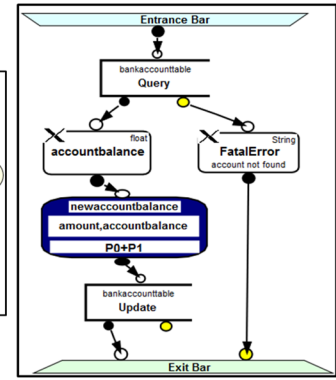 Entrance Bar
bankaccounttable
Query
float
accountbalance
String
FatalError
account not found
newaccountbalance
amount,accountbalance
P0+P1
bankaccounttable
Update
Exit Bar